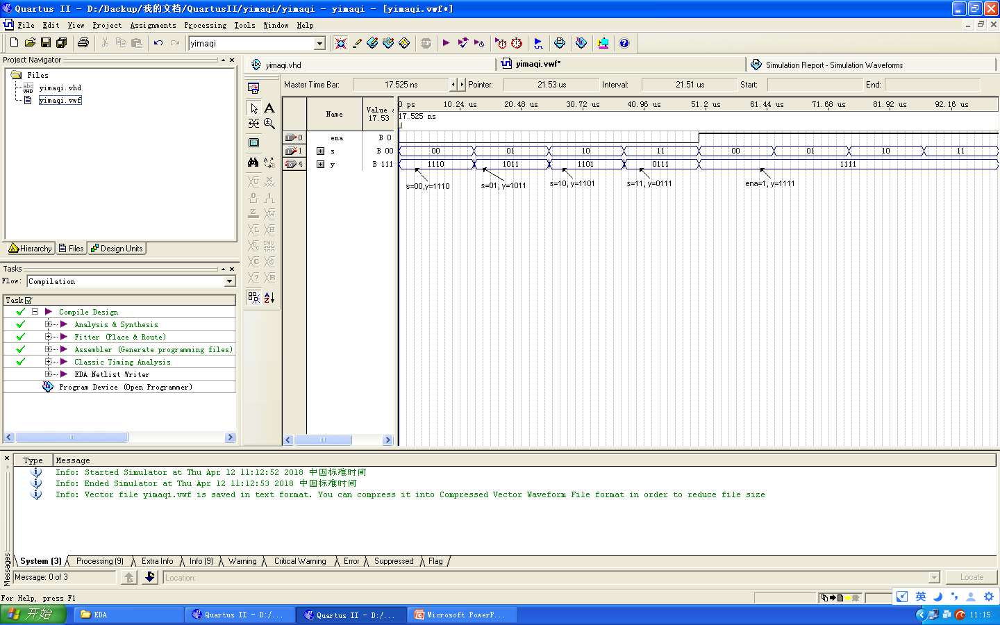 Quartus II - D:/Backup/我的文档/QuartusII/yimaqi/yimaqi - yimaqi - [yimaqi.vwf*]
File Edit View Project Assignments Processing Tools Window Help
yimaqi
Project Navigator
Files
yimaqi.vhd
yimaqi.vwf
Hierarchy Files Design Units
Tasks
Flow: Compilation
Task
Compile Design
Analysis & Synthesis
Fitter (Place & Route)
Assembler (Generate programming files)
Classic Timing Analysis
EDA Netlist Writer
Program Device (Open Programmer)
yimaqi.vhd yimaqi.vwf* Simulation Report - Simulation Waveforms
Master Time Bar: 17.525 ns Pointer: 21.53 us Interval: 21.51 us Start: End:
Name
Value a
17.53
0 ps 10.24 us 20.48 us 30.72 us 40.96 us 51.2 us 61.44 us 71.68 us 81.92 us 92.16 us
17.525 ns
0 ena B 0
1 s B 00 00 01 10 11 00 01 10 11
4 y B 111 1110 1011 1101 0111 1111
s=00,y=1110 s=01, y=1011 s=10, y=1101 s=11, y=0111 ena=1, y=1111
Type Message
Info: Started Simulator at Thu Apr 12 11:12:52 2018 中国标准时间
Info: Ended Simulator at Thu Apr 12 11:12:53 2018 中国标准时间
Info: Vector file yimaqi.vwf is saved in text format. You can compress it into Compressed Vector Waveform File format in order to reduce file size
System (3) Processing (9) Extra Info Info (9) Warning Critical Warning Error Suppressed Flag
Messages
Message: 0 of 3 Location: Locate
For Help, press F1
英
开始 EDA Quartus II - D:/... Quartus II - D:/... Microsoft PowerP... 11:15